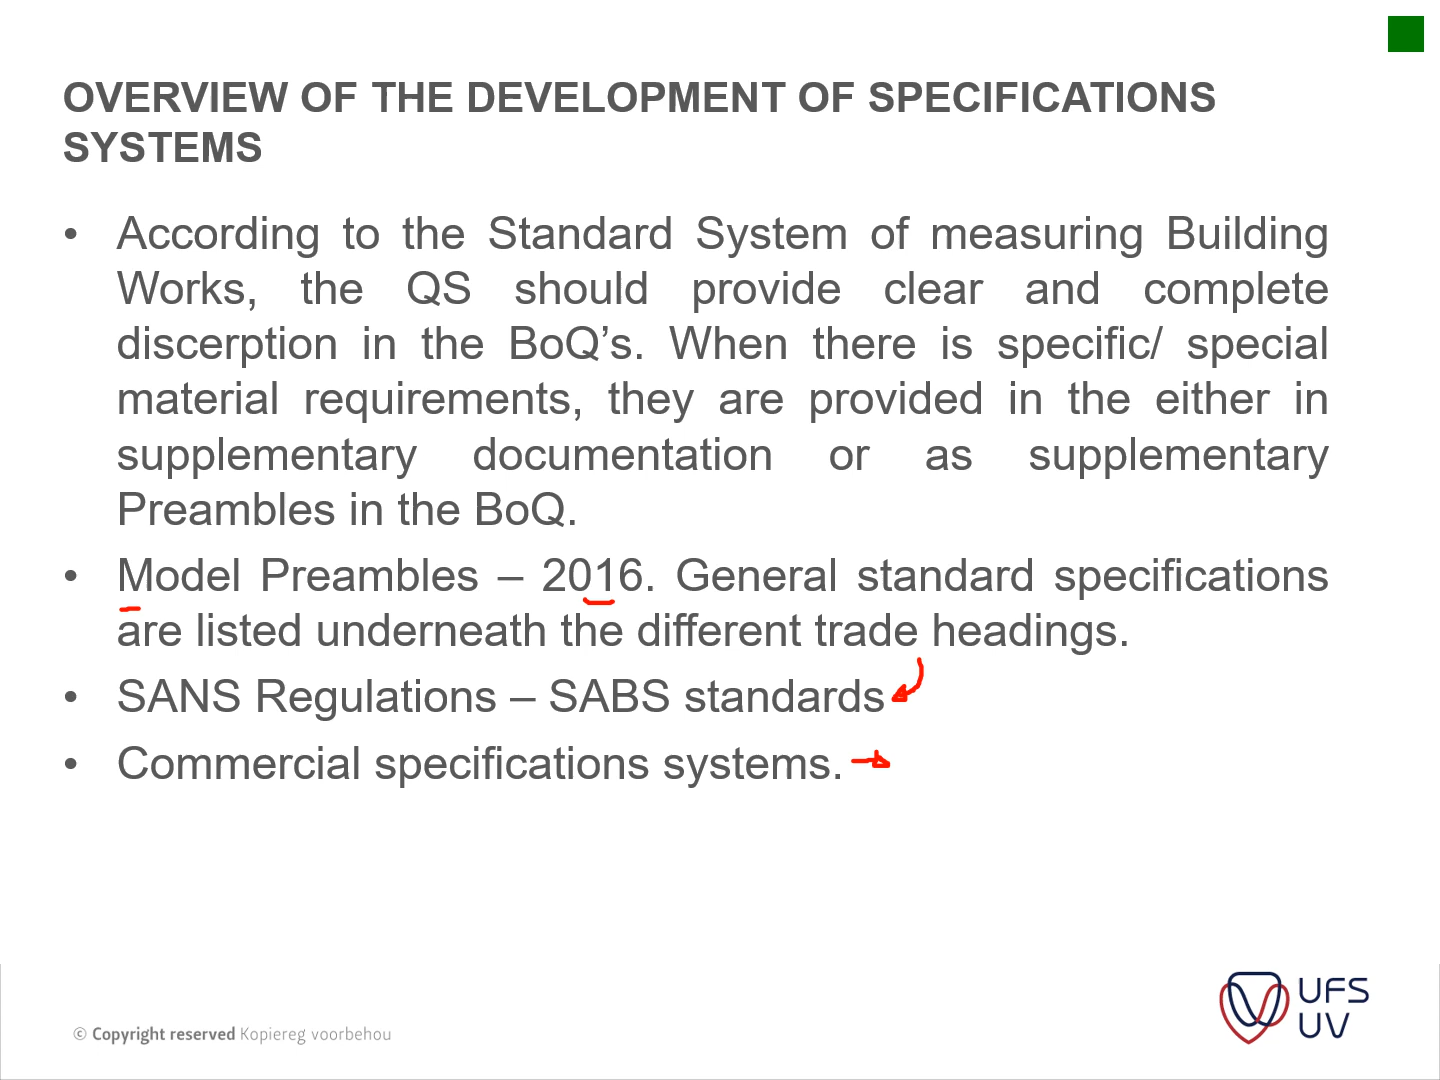 OVERVIEW OF THE DEVELOPMENT OF SPECIFICATIONS
SYSTEMS
• According to the Standard System of measuring Building
Works, the QS should provide clear and complete
discerption in the BoQ’s. When there is specific/ special
material requirements, they are provided in the either in
supplementary documentation or as supplementary
Preambles in the BoQ.
• Model Preambles – 2016. General standard specifications
are listed underneath the different trade headings.
• SANS Regulations – SABS standards
• Commercial specifications systems.
© Copyright reserved Kopiereg voorbehou
UFS
UV